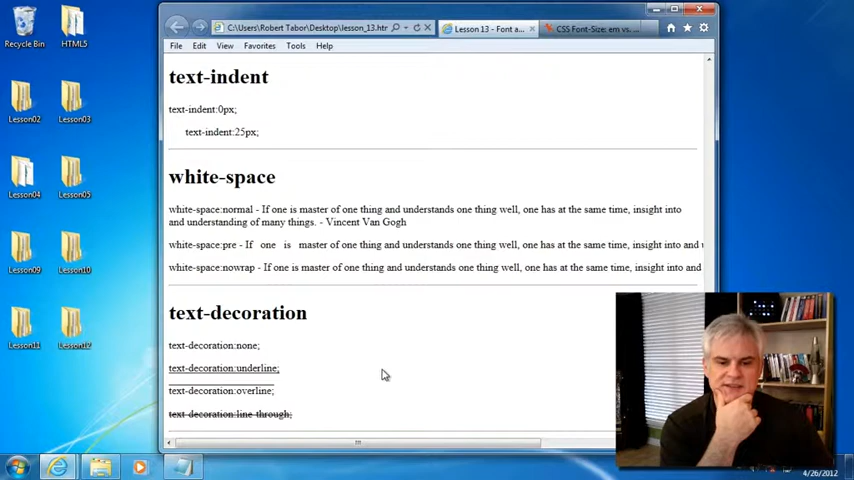 Recycle Bin
HTML5
Lesson02
Lesson03
Lesson04
Lesson05
Lesson09
Lesson10
Lesson11
Lesson12
C:\Users\Robert Tabor\Desktop\lesson_13.htm
Lesson 13 - Font a...
CSS Font-Size: em vs. ...
File Edit View Favorites Tools Help
text-indent
text-indent:0px;
text-indent:25px;
white-space
white-space:normal - If one is master of one thing and understands one thing well, one has at the same time, insight into
and understanding of many things. - Vincent Van Gogh
white-space:pre - If one is master of one thing and understands one thing well, one has at the same time, insight into and
white-space:nowrap - If one is master of one thing and understands one thing well, one has at the same time, insight into and
text-decoration
text-decoration:none;
text-decoration:underline;
text-decoration:overline;
text-decoration:line-through;
4/26/2012